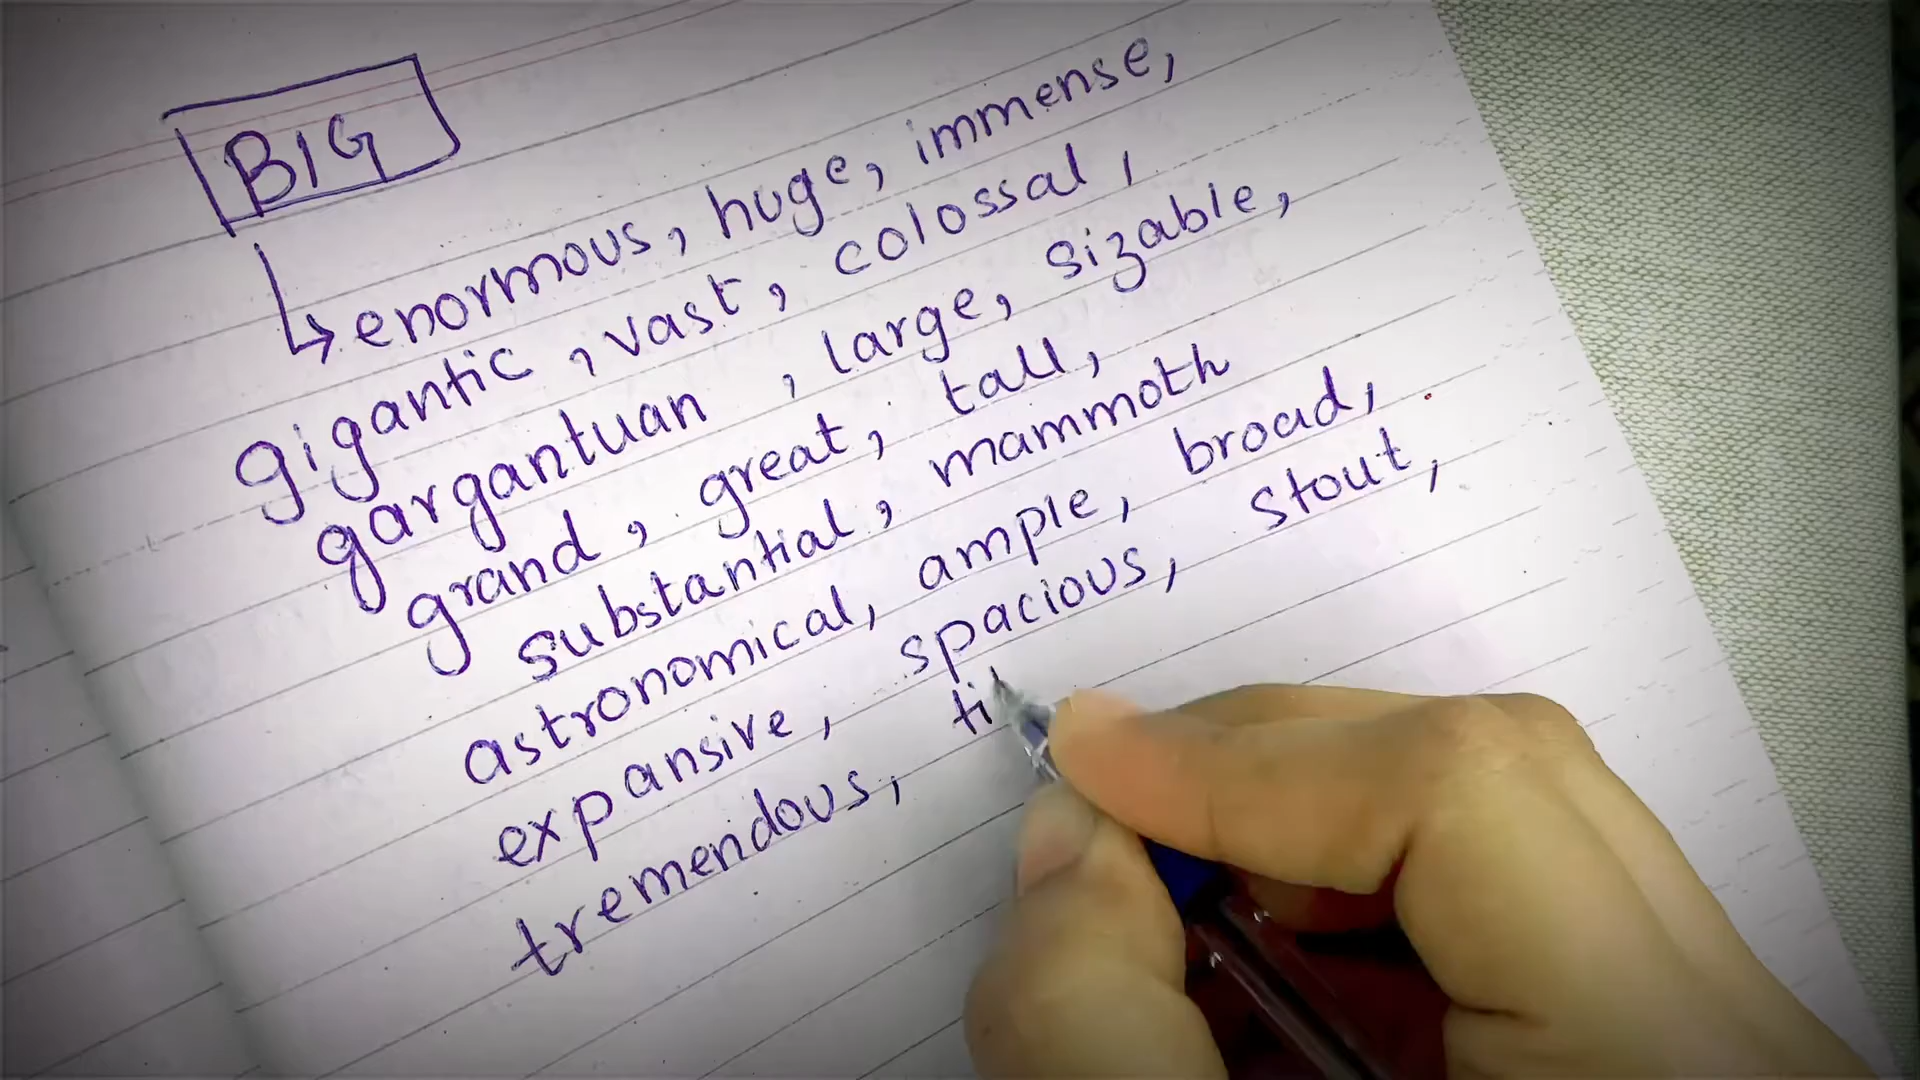 BIG
enormous, huge, immense,
gigantic, vast, colossal,
gargantuan, large, sizable,
grand, great, tall,
substantial, mammoth
astronomical, ample, broad,
expansive, spacious, stout,
tremendous, ti